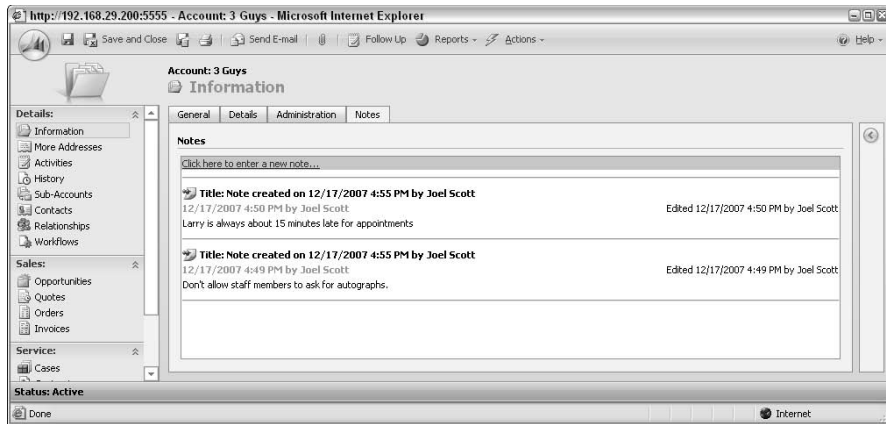 http://192.168.29.200:5555 - Account: 3 Guys - Microsoft Internet Explorer
Save and Close Send E-mail Follow Up Reports Actions Help
Account: 3 Guys
Information
Details:
Information
More Addresses
Activities
History
Sub-Accounts
Contacts
Relationships
Workflows
Sales:
Opportunities
Quotes
Orders
Invoices
Service:
Cases
General Details Administration Notes
Notes
Click here to enter a new note...
Title: Note created on 12/17/2007 4:55 PM by Joel Scott
12/17/2007 4:50 PM by Joel Scott Edited 12/17/2007 4:50 PM by Joel Scott
Larry is always about 15 minutes late for appointments
Title: Note created on 12/17/2007 4:55 PM by Joel Scott
12/17/2007 4:49 PM by Joel Scott Edited 12/17/2007 4:49 PM by Joel Scott
Don't allow staff members to ask for autographs.
Status: Active
Done Internet